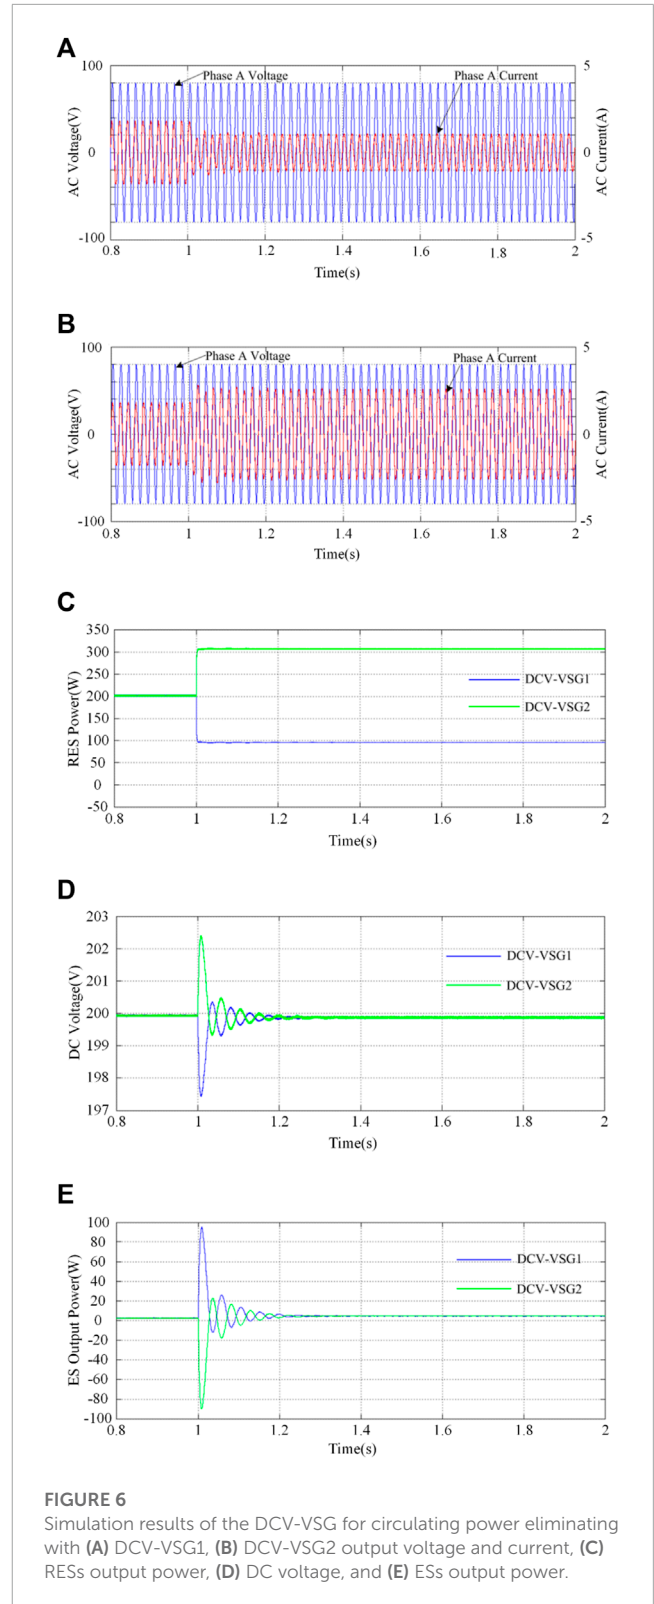 A
100
5
Phase A Voltage
Phase A Current
50
AC Voltage(V)
0
0
AC Current(A)
-50
-100
-5
0.8 1 1.2 1.4 1.6 1.8 2
Time(s)
B
100
5
Phase A Voltage
Phase A Current
50
AC Voltage(V)
0
0
AC Current(A)
-50
-100
-5
0.8 1 1.2 1.4 1.6 1.8 2
Time(s)
C
350
300
250
200
150
100
50
0
-50
RES Power(W)
DCV-VSG1
DCV-VSG2
0.8 1 1.2 1.4 1.6 1.8 2
Time(s)
D
203
202
201
200
199
198
197
DC Voltage(V)
DCV-VSG1
DCV-VSG2
0.8 1 1.2 1.4 1.6 1.8 2
Time(s)
E
100
80
60
40
20
0
-20
-40
-60
-80
-100
ES Output Power(W)
DCV-VSG1
DCV-VSG2
0.8 1 1.2 1.4 1.6 1.8 2
Time(s)
FIGURE 6
Simulation results of the DCV-VSG for circulating power eliminating
with (A) DCV-VSG1, (B) DCV-VSG2 output voltage and current, (C)
RESs output power, (D) DC voltage, and (E) ESs output power.